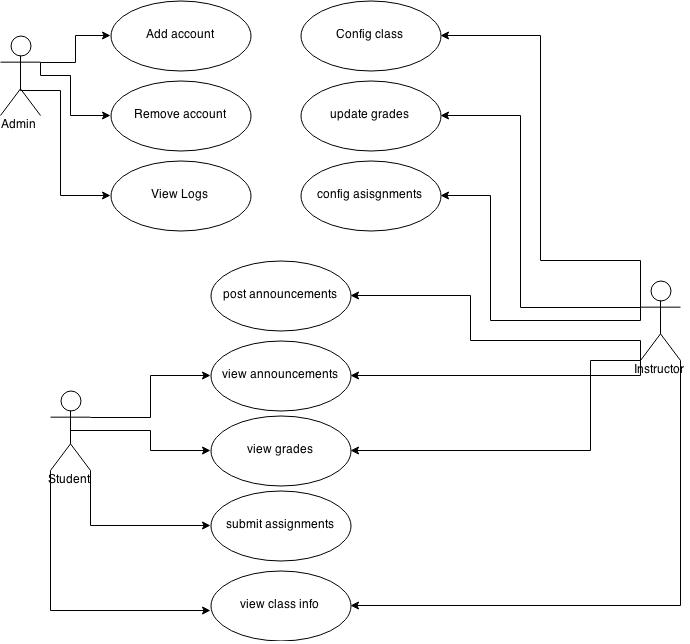 Add account
Config class
Admin
Remove account
update grades
View Logs
config asisgnments
post announcements
Instructor
view announcements
view grades
Student
submit assignments
view class info